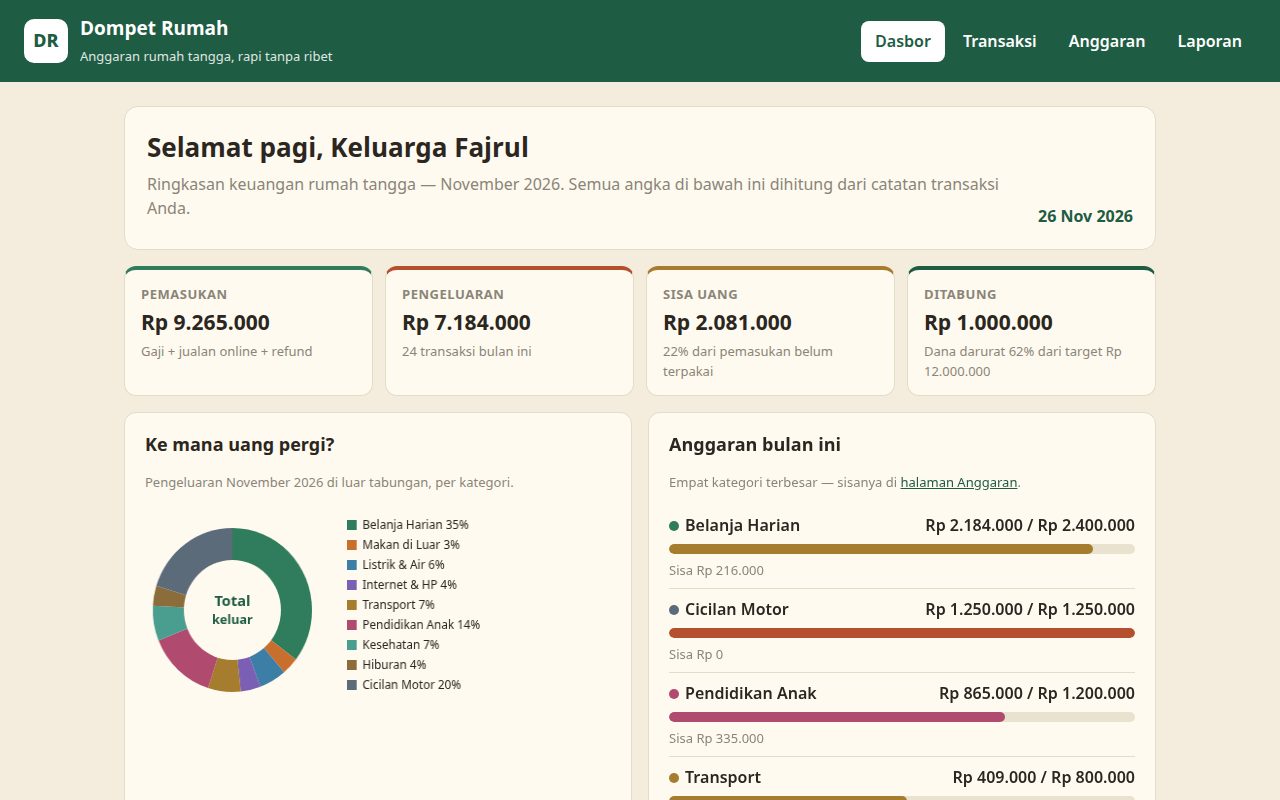 DR
Dompet Rumah
Anggaran rumah tangga, rapi tanpa ribet
Dasbor
Transaksi
Anggaran
Laporan
Selamat pagi, Keluarga Fajrul
Ringkasan keuangan rumah tangga — November 2026. Semua angka di bawah ini dihitung dari catatan transaksi
Anda.
26 Nov 2026
PEMASUKAN
Rp 9.265.000
Gaji + jualan online + refund
PENGELUARAN
Rp 7.184.000
24 transaksi bulan ini
SISA UANG
Rp 2.081.000
22% dari pemasukan belum
terpakai
DITABUNG
Rp 1.000.000
Dana darurat 62% dari target Rp
12.000.000
Ke mana uang pergi?
Pengeluaran November 2026 di luar tabungan, per kategori.
Total
keluar
Belanja Harian 35%
Makan di Luar 3%
Listrik & Air 6%
Internet & HP 4%
Transport 7%
Pendidikan Anak 14%
Kesehatan 7%
Hiburan 4%
Cicilan Motor 20%
Anggaran bulan ini
Empat kategori terbesar — sisanya di halaman Anggaran.
Belanja Harian
Rp 2.184.000 / Rp 2.400.000
Sisa Rp 216.000
Cicilan Motor
Rp 1.250.000 / Rp 1.250.000
Sisa Rp 0
Pendidikan Anak
Rp 865.000 / Rp 1.200.000
Sisa Rp 335.000
Transport
Rp 409.000 / Rp 800.000